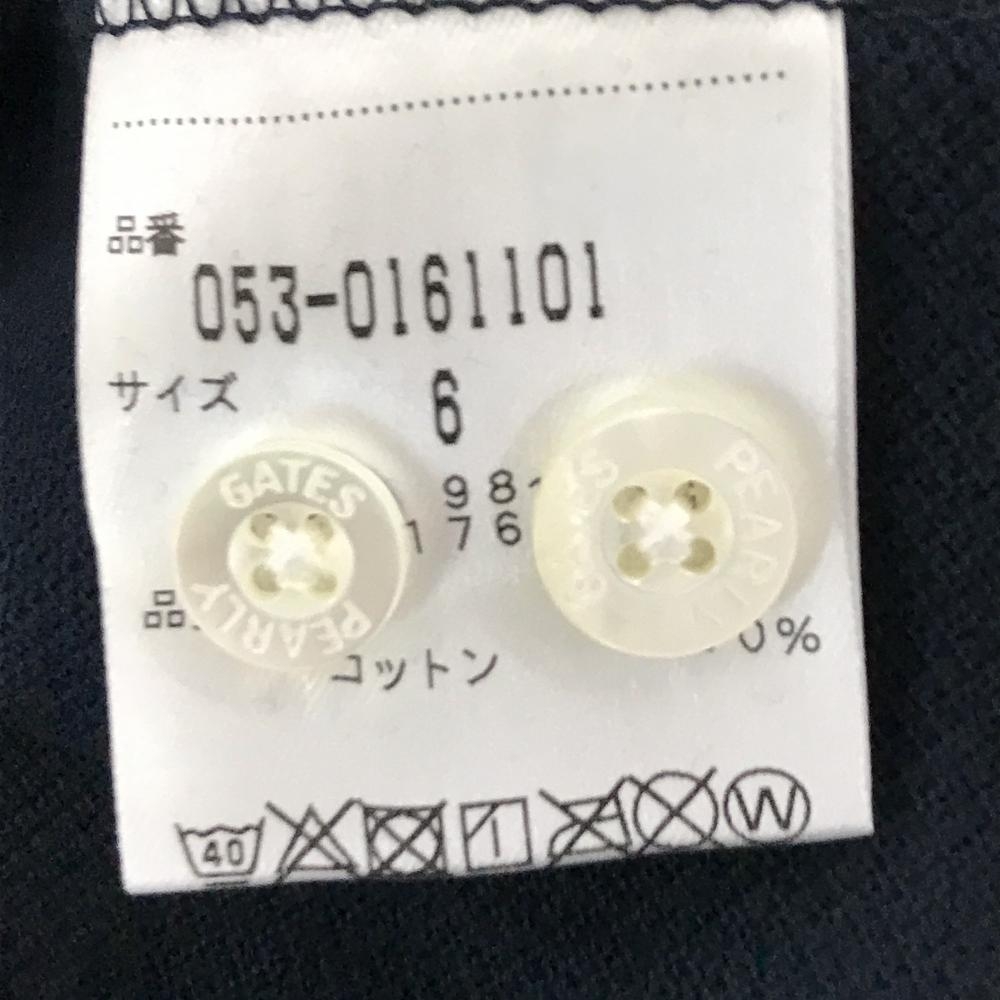 品番
053-0161101
サイズ 6
98
176
GATES PEARLY
PEARLY
品
0%
コットン
40
W